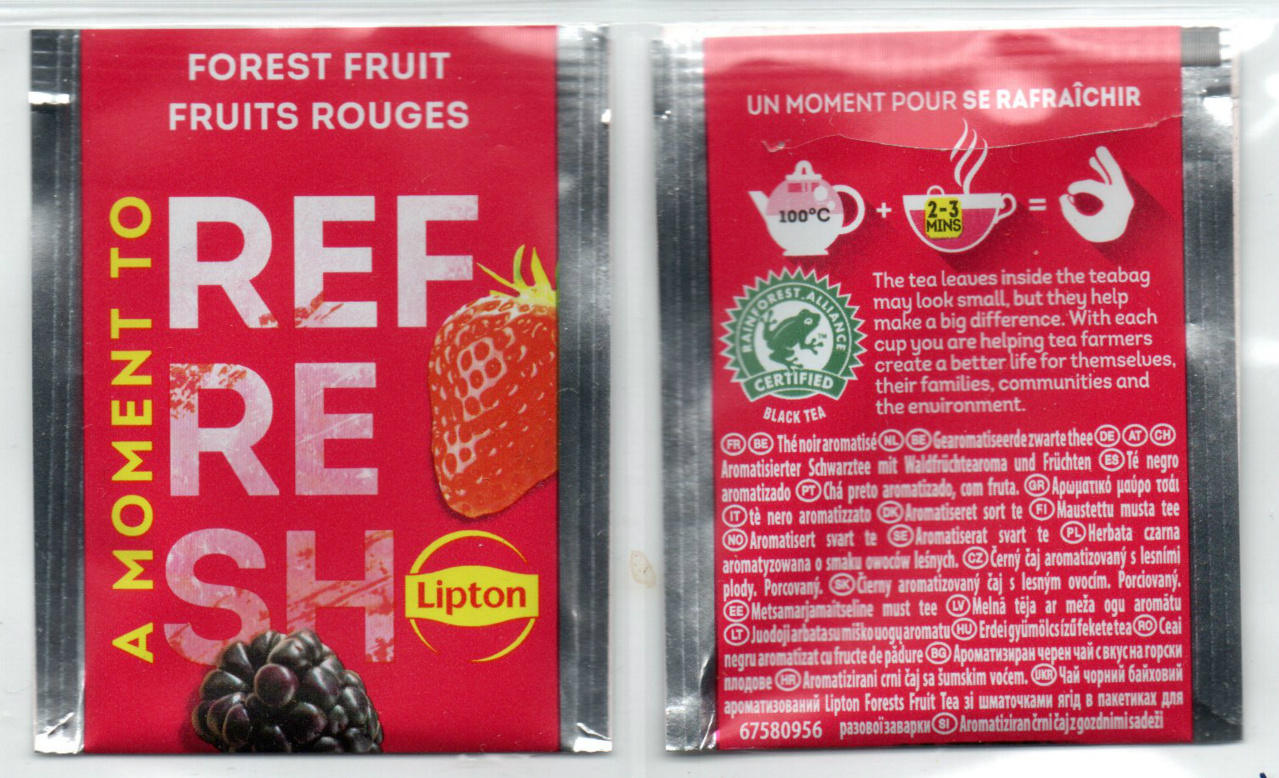 FOREST FRUIT
FRUITS ROUGES
A MOMENT TO
REF
RE
SH
Lipton
UN MOMENT POUR SE RAFRAÎCHIR
100°C + 2-3 MINS =
RAINFOREST ALLIANCE
CERTIFIED
BLACK TEA
The tea leaves inside the teabag
may look small, but they help
make a big difference. With each
cup you are helping tea farmers
create a better life for themselves,
their families, communities and
the environment.
FR BE Thé noir aromatisé NL BE Gearomatiseerde zwarte thee DE AT CH
Aromatisierter Schwarztee mit Waldfrüchtearoma und Früchten ES Té negro
aromatizado PT Chá preto aromatizado, com fruta. GR Αρωματικό μαύρο τσάι
IT tè nero aromatizzato DK Aromatiseret sort te FI Maustettu musta tee
NO Aromatisert svart te SE Aromatiserat svart te PL Herbata czarna
aromatyzowana o smaku owoców leśnych. CZ Černý čaj aromatizovaný s lesními
plody. Porcovaný. SK Čierny aromatizovaný čaj s lesným ovocím. Porciovaný.
EE Metsamarjamaitseline must tee LV Melnā tēja ar meža ogu aromātu
LT Juodoji arbata su miško uogų aromatu HU Erdei gyümölcs ízű fekete tea RO Ceai
negru aromatizat cu fructe de pădure BG Ароматизиран черен чай с вкус на горски
плодове HR Aromatizirani crni čaj sa šumskim voćem. UKR Чай чорний байховий
ароматизований Lipton Forests Fruit Tea зі шматочками ягід в пакетиках для
67580956 разової заварки SI Aromatiziran črni čaj z gozdnimi sadeži